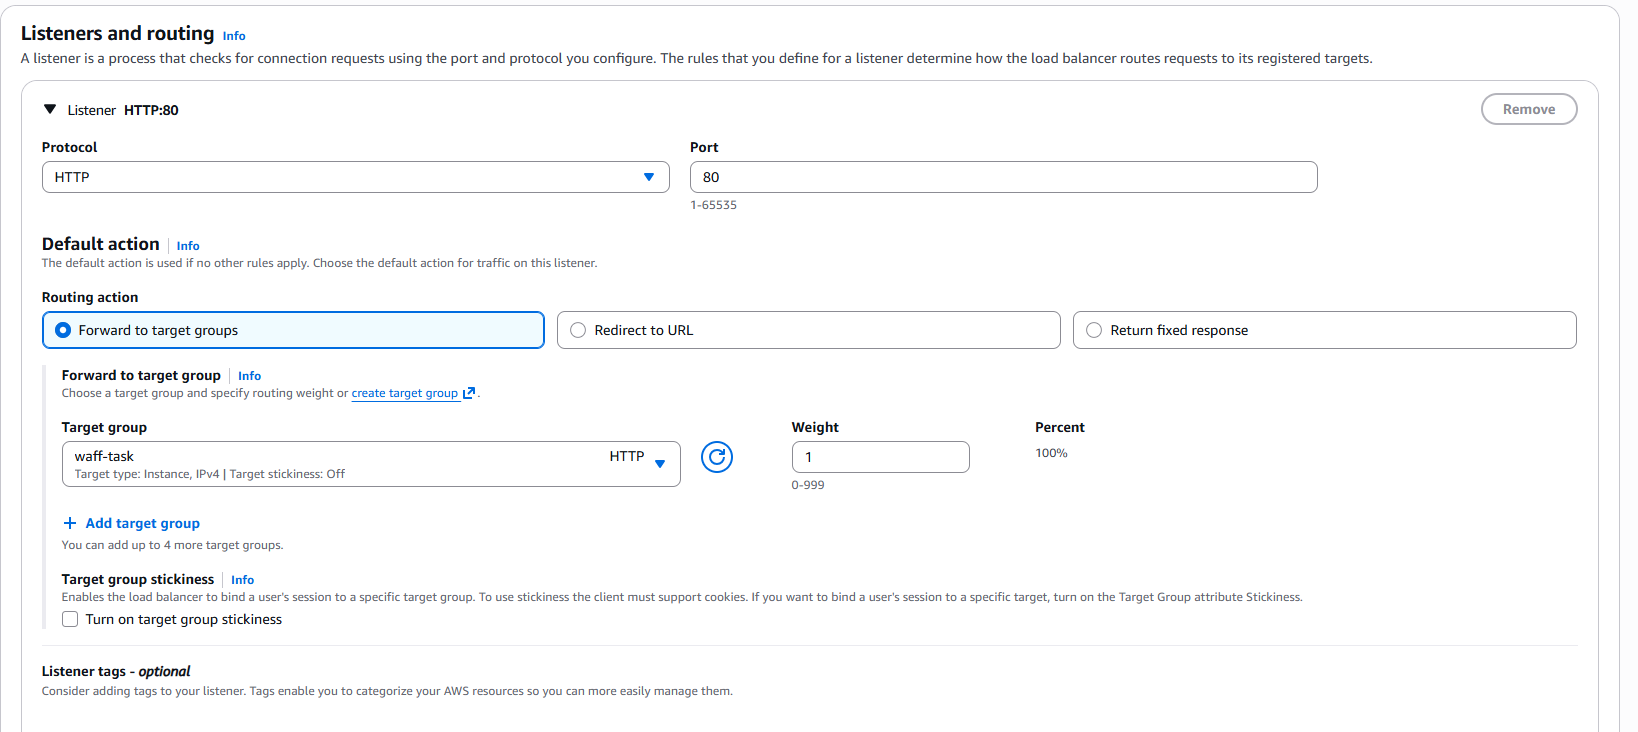 Listeners and routing Info
A listener is a process that checks for connection requests using the port and protocol you configure. The rules that you define for a listener determine how the load balancer routes requests to its registered targets.
Listener HTTP:80
Remove
Protocol
Port
HTTP
80
1-65535
Default action Info
The default action is used if no other rules apply. Choose the default action for traffic on this listener.
Routing action
Forward to target groups
Redirect to URL
Return fixed response
Forward to target group Info
Choose a target group and specify routing weight or create target group .
Target group
Weight
Percent
waff-task
HTTP
Target type: Instance, IPv4 | Target stickiness: Off
1
100%
0-999
Add target group
You can add up to 4 more target groups.
Target group stickiness Info
Enables the load balancer to bind a user's session to a specific target group. To use stickiness the client must support cookies. If you want to bind a user's session to a specific target, turn on the Target Group attribute Stickiness.
Turn on target group stickiness
Listener tags - optional
Consider adding tags to your listener. Tags enable you to categorize your AWS resources so you can more easily manage them.